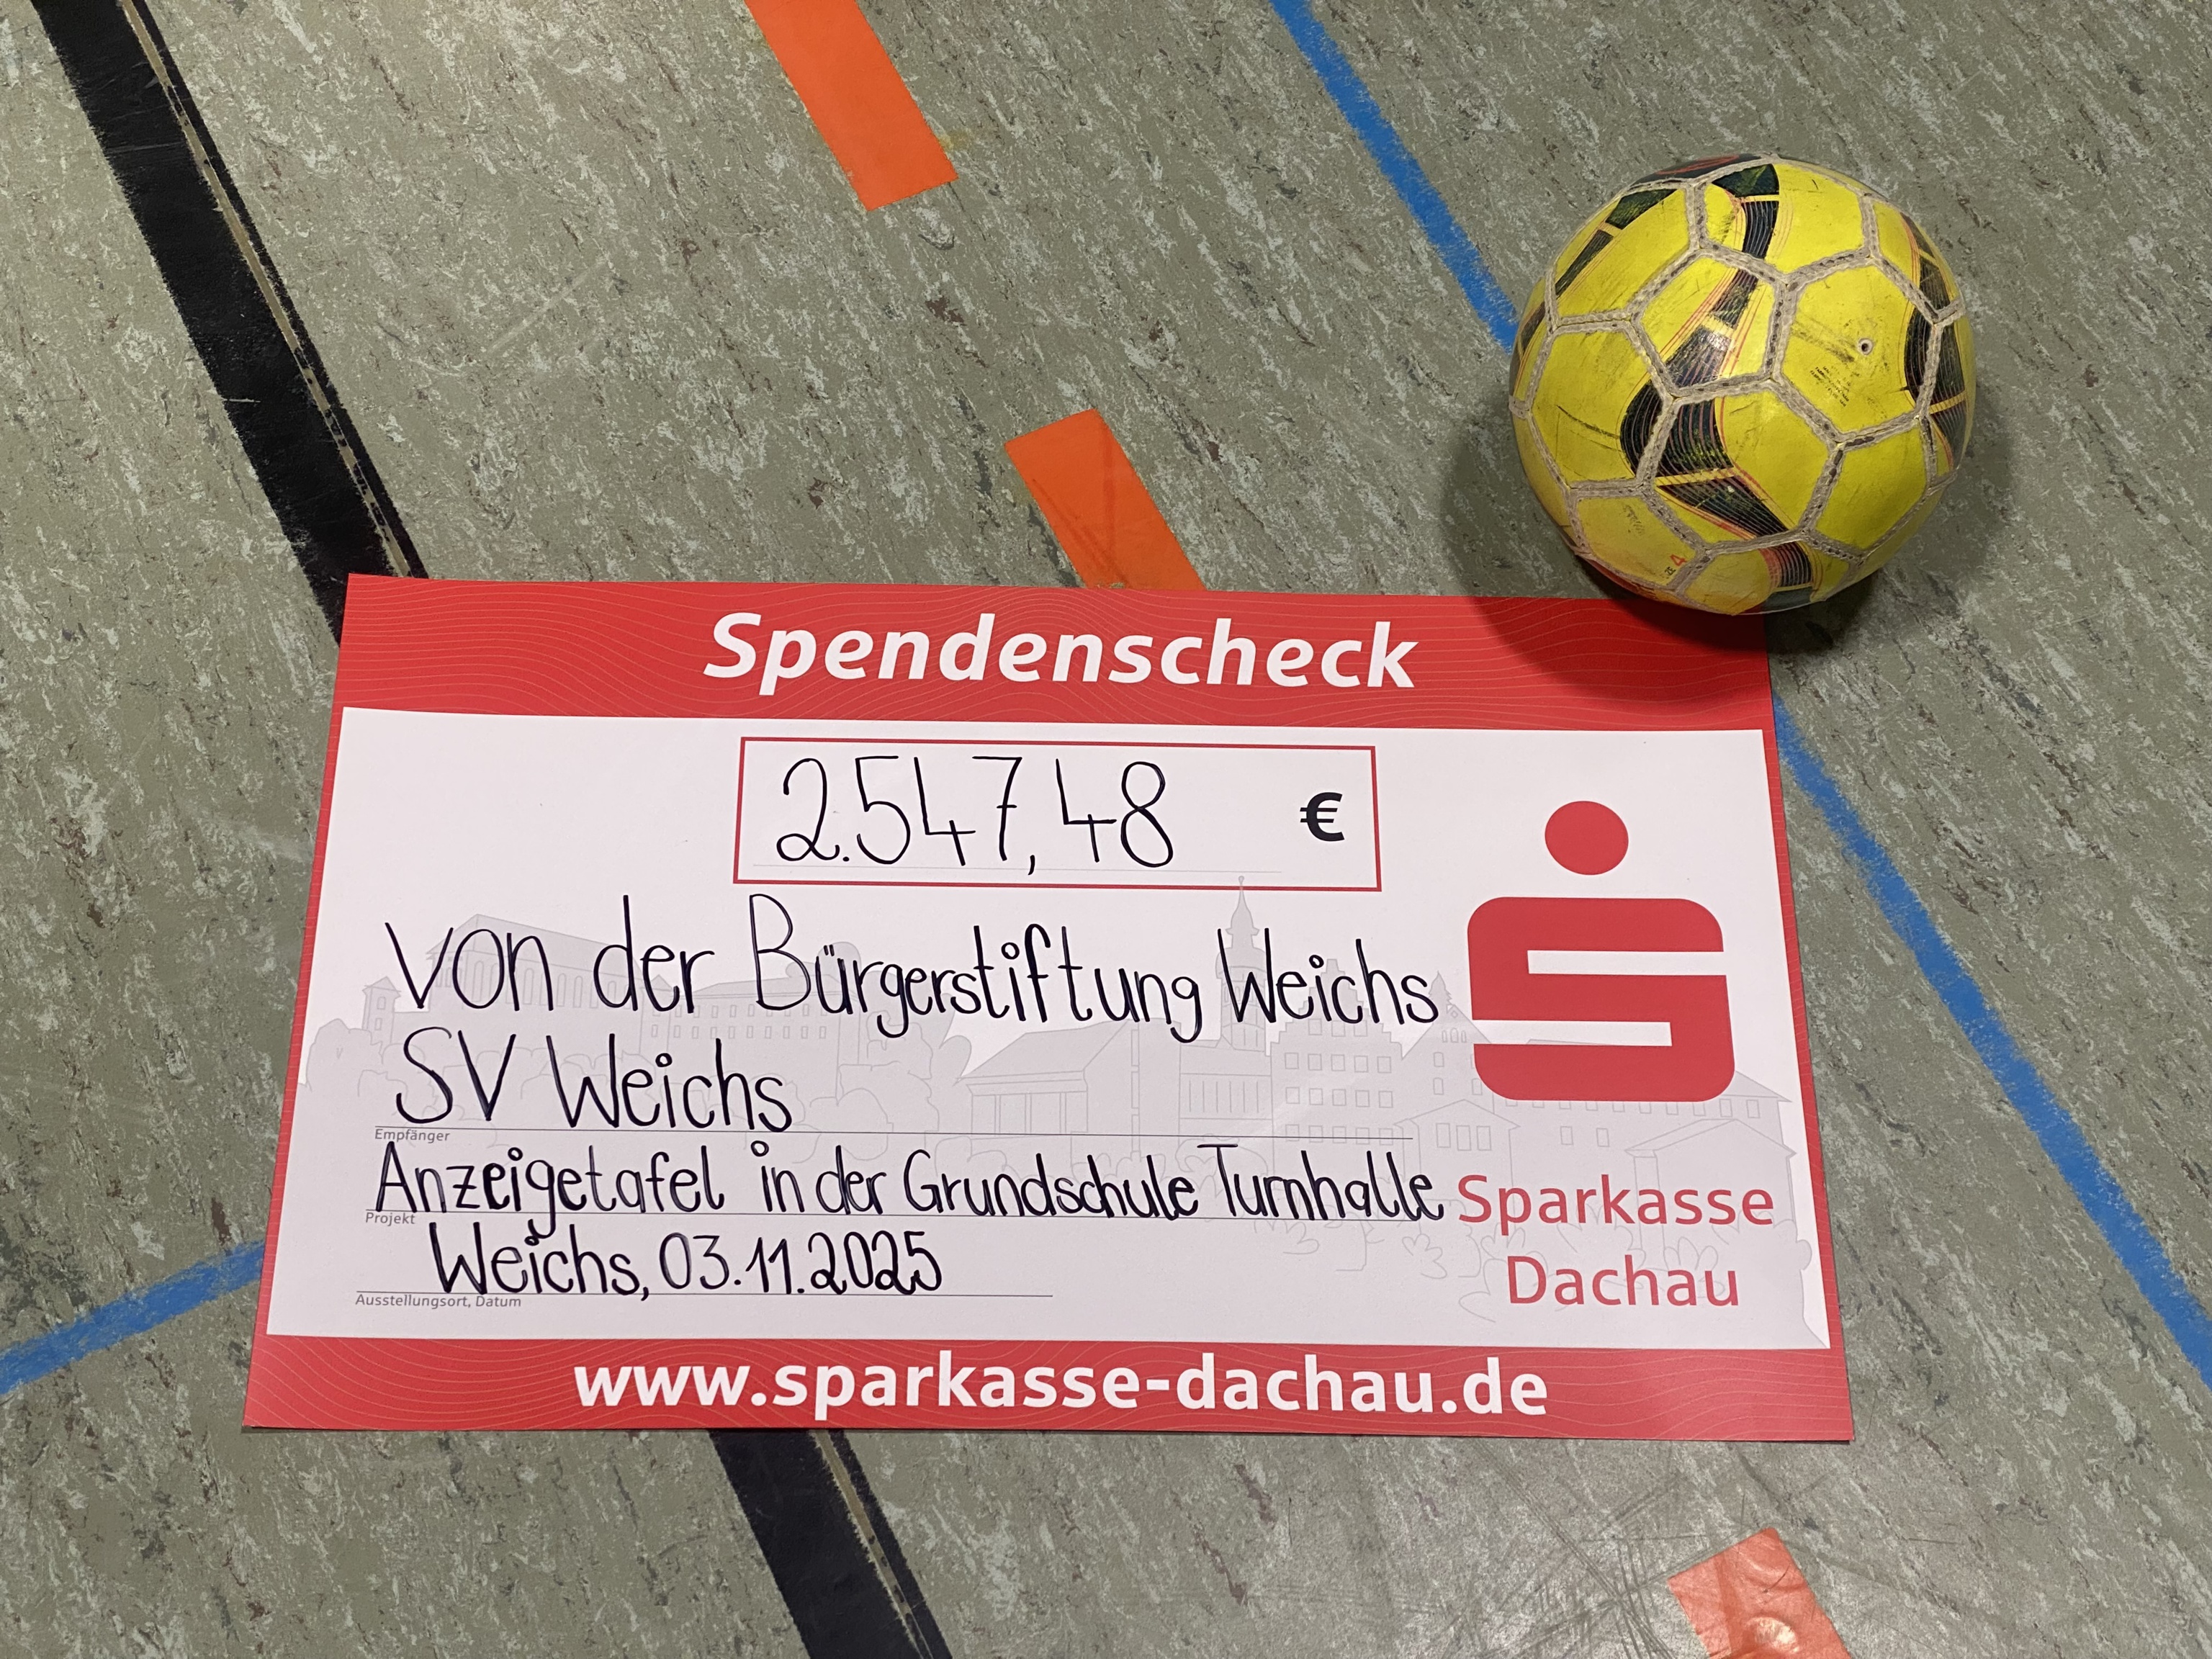 Spendenscheck
2.547,48 €
von der Bürgerstiftung Weichs
SV Weichs
Empfänger
Anzeigetafel in der Grundschule Turnhalle
Projekt
Weichs, 03.11.2025
Ausstellungsort, Datum
Sparkasse
Dachau
www.sparkasse-dachau.de